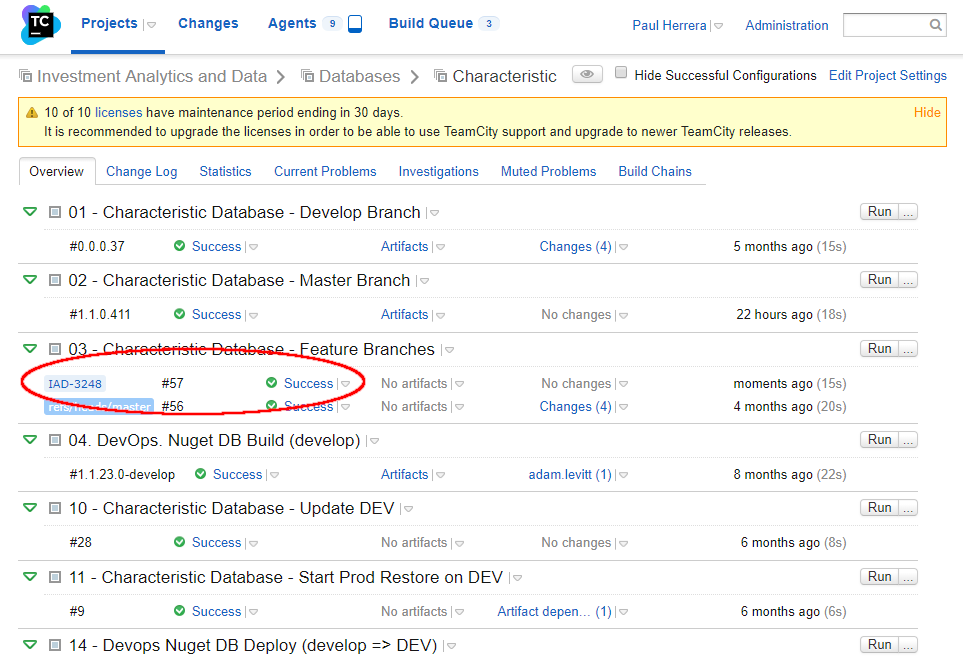 TC Projects Changes Agents 9 Build Queue 3 Paul Herrera Administration
Investment Analytics and Data Databases Characteristic Hide Successful Configurations Edit Project Settings
10 of 10 licenses have maintenance period ending in 30 days. Hide
It is recommended to upgrade the licenses in order to be able to use TeamCity support and upgrade to newer TeamCity releases.
Overview Change Log Statistics Current Problems Investigations Muted Problems Build Chains
01 - Characteristic Database - Develop Branch Run ...
#0.0.0.37 Success Artifacts Changes (4) 5 months ago (15s)
02 - Characteristic Database - Master Branch Run ...
#1.1.0.411 Success Artifacts No changes 22 hours ago (18s)
03 - Characteristic Database - Feature Branches Run ...
IAD-3248 #57 Success No artifacts No changes moments ago (15s)
refs/heads/master #56 Success No artifacts Changes (4) 4 months ago (20s)
04. DevOps. Nuget DB Build (develop) Run ...
#1.1.23.0-develop Success Artifacts adam.levitt (1) 8 months ago (22s)
10 - Characteristic Database - Update DEV Run ...
#28 Success No artifacts No changes 6 months ago (8s)
11 - Characteristic Database - Start Prod Restore on DEV Run ...
#9 Success No artifacts Artifact depen... (1) 6 months ago (6s)
14 - Devops Nuget DB Deploy (develop => DEV) Run ...